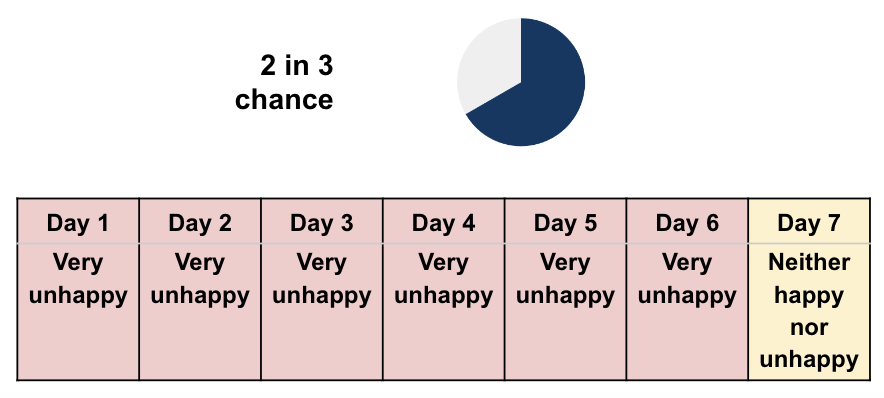 2 in 3
chance
Day 1 Day 2 Day 3 Day 4 Day 5 Day 6 Day 7
Very Very Very Very Very Very Neither
unhappy unhappy unhappy unhappy unhappy unhappy happy
nor
unhappy